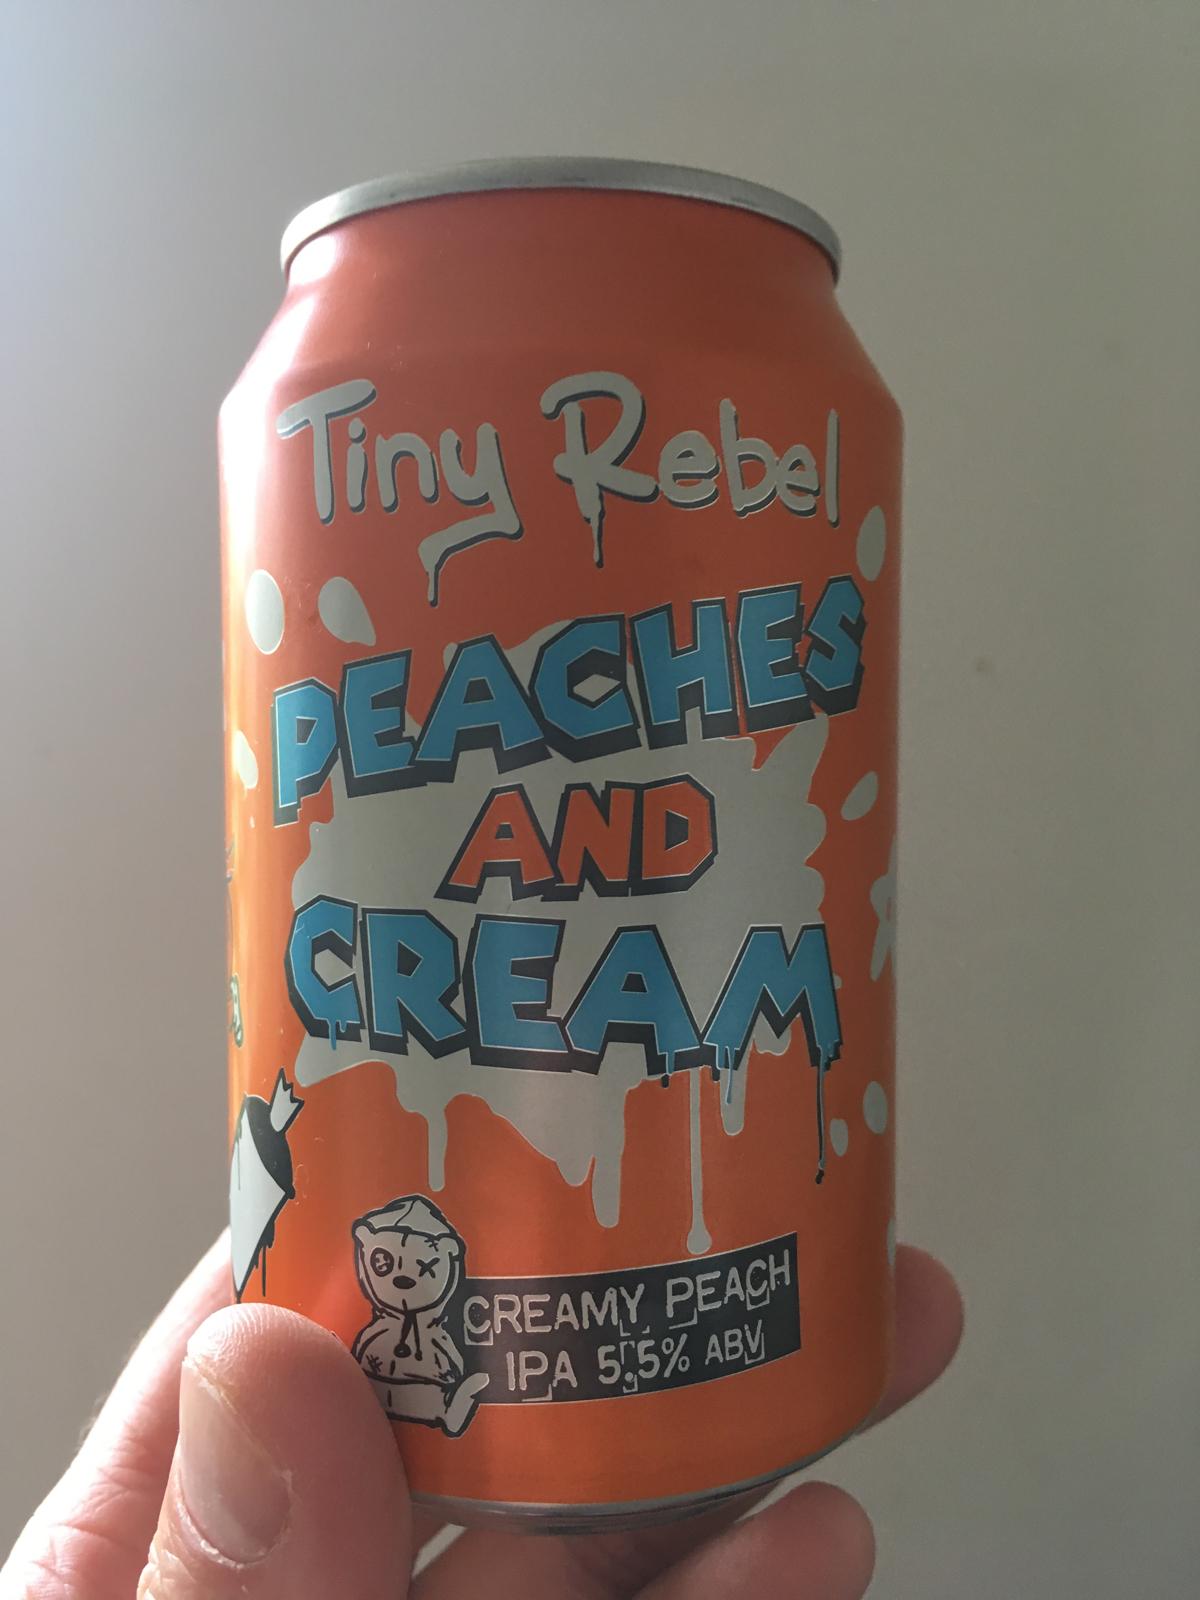 Tiny Rebel
PEACHES
AND
CREAM
CREAMY PEACH
IPA 5.5% ABV